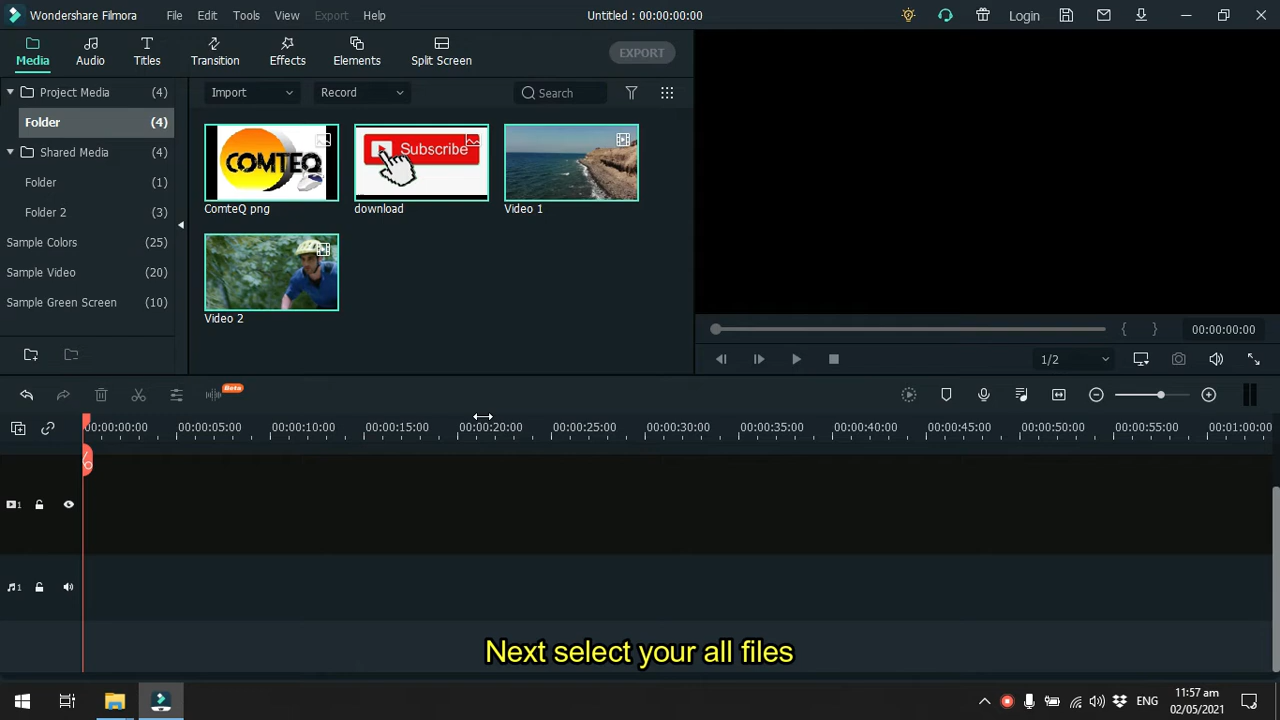 Wondershare Filmora
File
Edit
Tools
View
Export
Help
Untitled : 00:00:00:00
Login
Media
Audio
Titles
Transition
Effects
Elements
Split Screen
EXPORT
Project Media (4)
Folder (4)
Shared Media (4)
Folder (1)
Folder 2 (3)
Sample Colors (25)
Sample Video (20)
Sample Green Screen (10)
Import
Record
Search
COMTEQ
Subscribe
ComteQ png
download
Video 1
Video 2
00:00:00:00
1/2
Beta
00:00:00:00
00:00:05:00
00:00:10:00
00:00:15:00
00:00:20:00
00:00:25:00
00:00:30:00
00:00:35:00
00:00:40:00
00:00:45:00
00:00:50:00
00:00:55:00
00:01:00:00
1
1
Next select your all files
ENG
11:57 am
02/05/2021